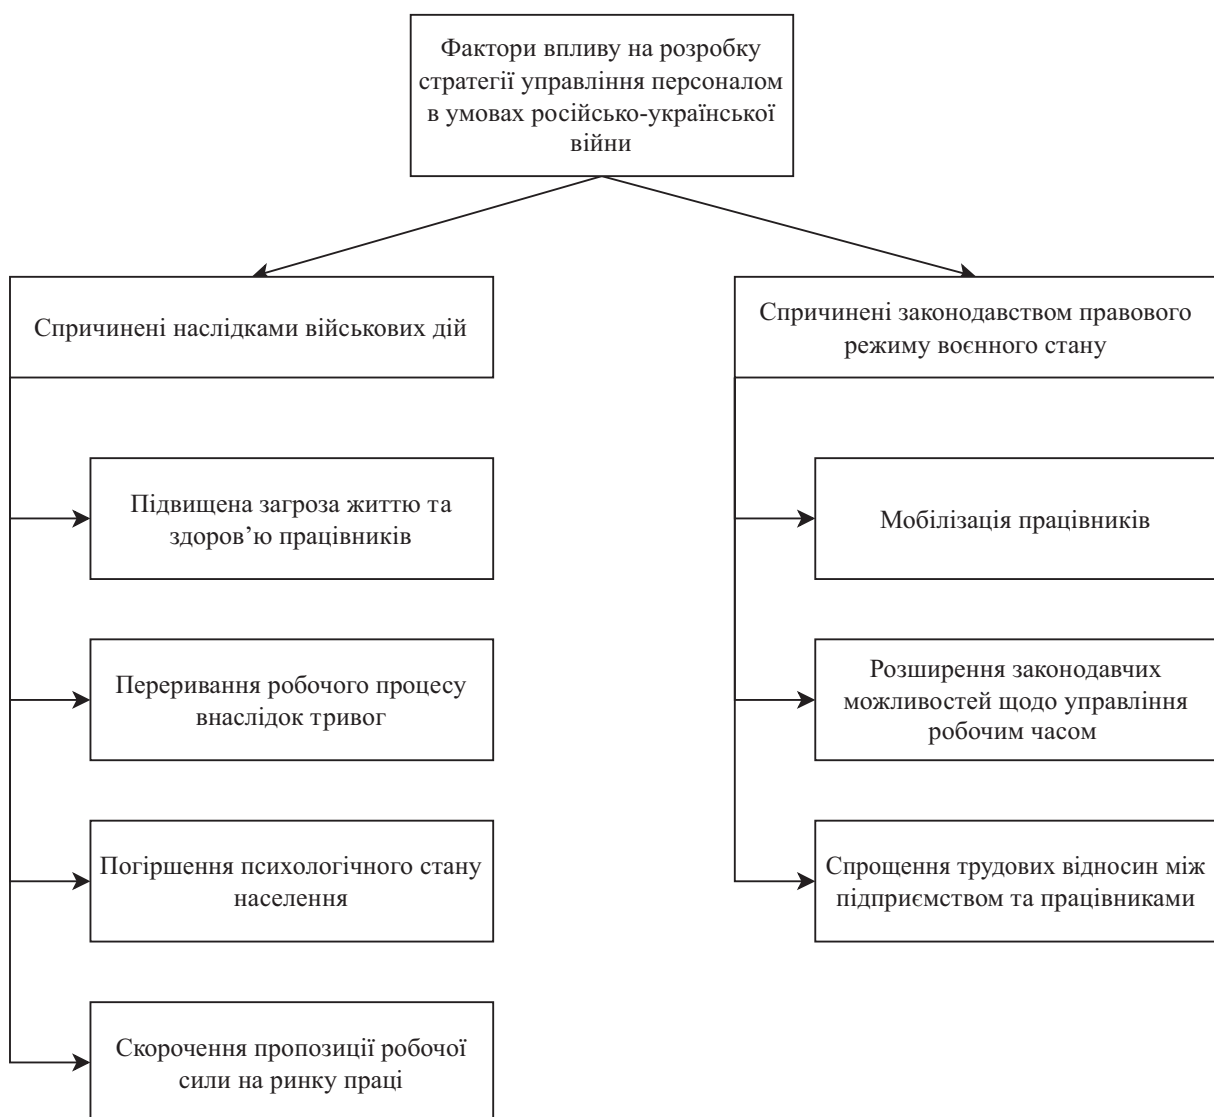 Фактори впливу на розробку
стратегії управління персоналом
в умовах російсько-української
війни
Спричинені наслідками військових дій
Підвищена загроза життю та
здоров’ю працівників
Переривання робочого процесу
внаслідок тривог
Погіршення психологічного стану
населення
Скорочення пропозиції робочої
сили на ринку праці
Спричинені законодавством правового
режиму воєнного стану
Мобілізація працівників
Розширення законодавчих
можливостей щодо управління
робочим часом
Спрощення трудових відносин між
підприємством та працівниками